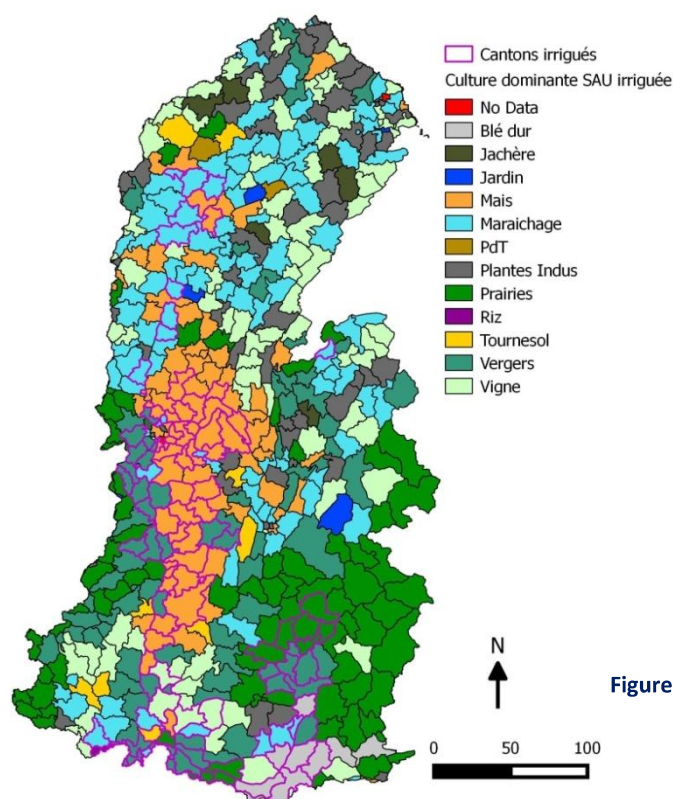 Cantons irrigués
Culture dominante SAU irriguée
No Data
Blé dur
Jachère
Jardin
Mais
Maraichage
PdT
Plantes Indus
Prairies
Riz
Tournesol
Vergers
Vigne
N
Figure
0 50 100